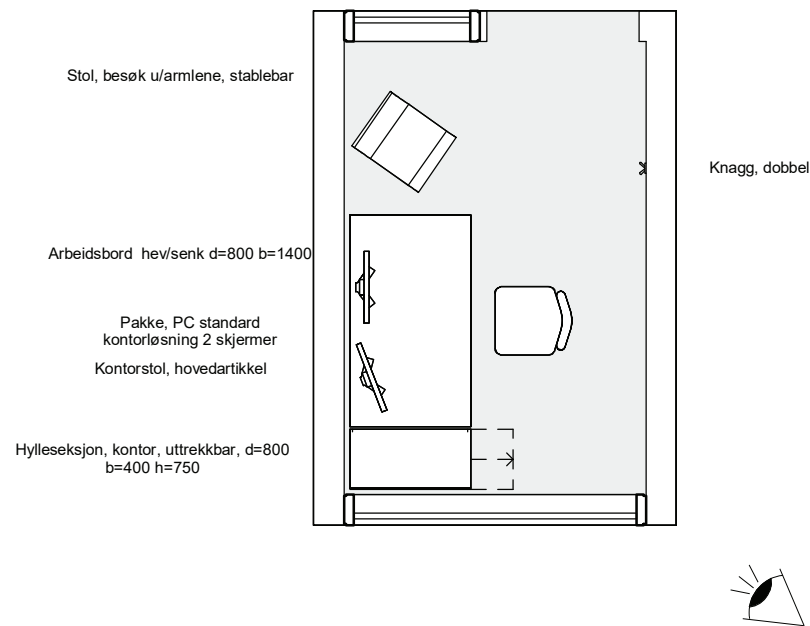 Stol, besøk u/armlene, stablebar
Knagg, dobbel
Arbeidsbord  hev/senk d=800 b=1400
Pakke, PC standard
kontorløsning 2 skjermer
Kontorstol, hovedartikkel
Hylleseksjon, kontor, uttrekkbar, d=800
b=400 h=750